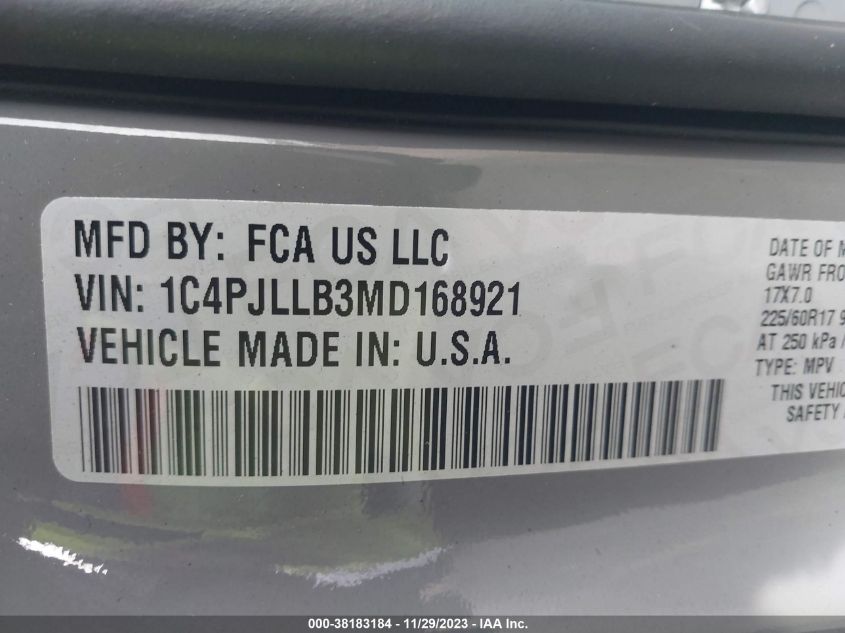 MFD BY: FCA US LLC
VIN: 1C4PJLLB3MD168921
VEHICLE MADE IN: U.S.A.
DATE OF M
GAWR FRO
17X7.0
225/60R17 9
AT 250 kPa /
TYPE: MPV
THIS VEHIC
SAFETY
000-38183184 - 11/29/2023 - IAA Inc.